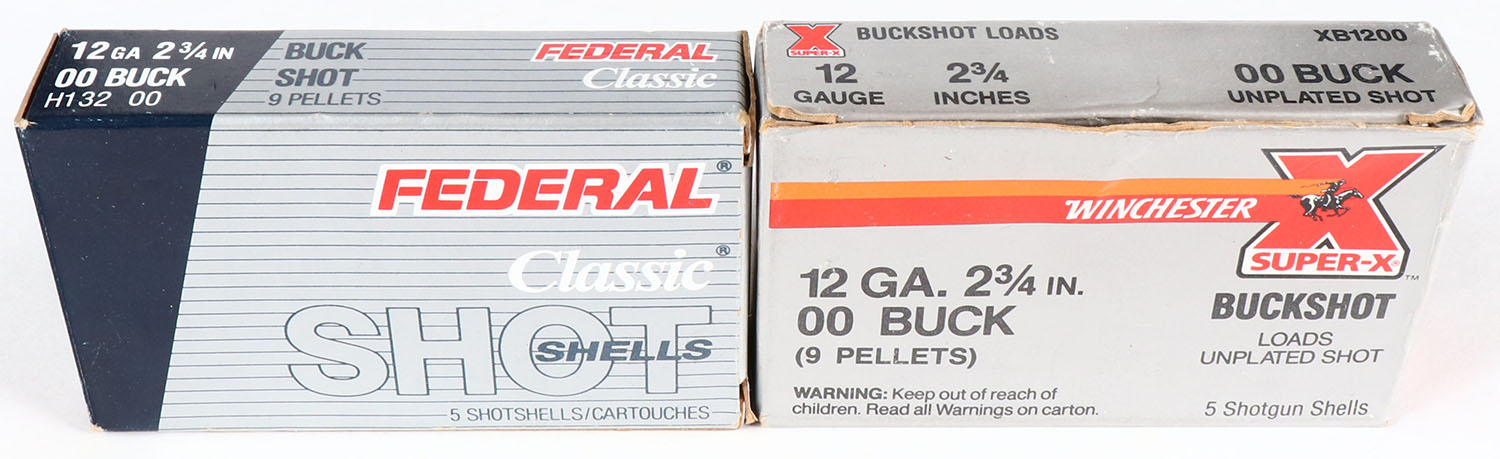 12 GA 2 3/4 IN
00 BUCK
H132 00
BUCK
SHOT
9 PELLETS
FEDERAL
Classic
FEDERAL®
Classic®
SHOT
SHELLS
5 SHOTSHELLS/CARTOUCHES
X
SUPER-X
BUCKSHOT LOADS
XB1200
12
GAUGE
2 3/4
INCHES
00 BUCK
UNPLATED SHOT
WINCHESTER
X
SUPER-X®
TM
12 GA. 2 3/4 IN.
00 BUCK
(9 PELLETS)
WARNING: Keep out of reach of
children. Read all Warnings on carton.
BUCKSHOT
LOADS
UNPLATED SHOT
5 Shotgun Shells